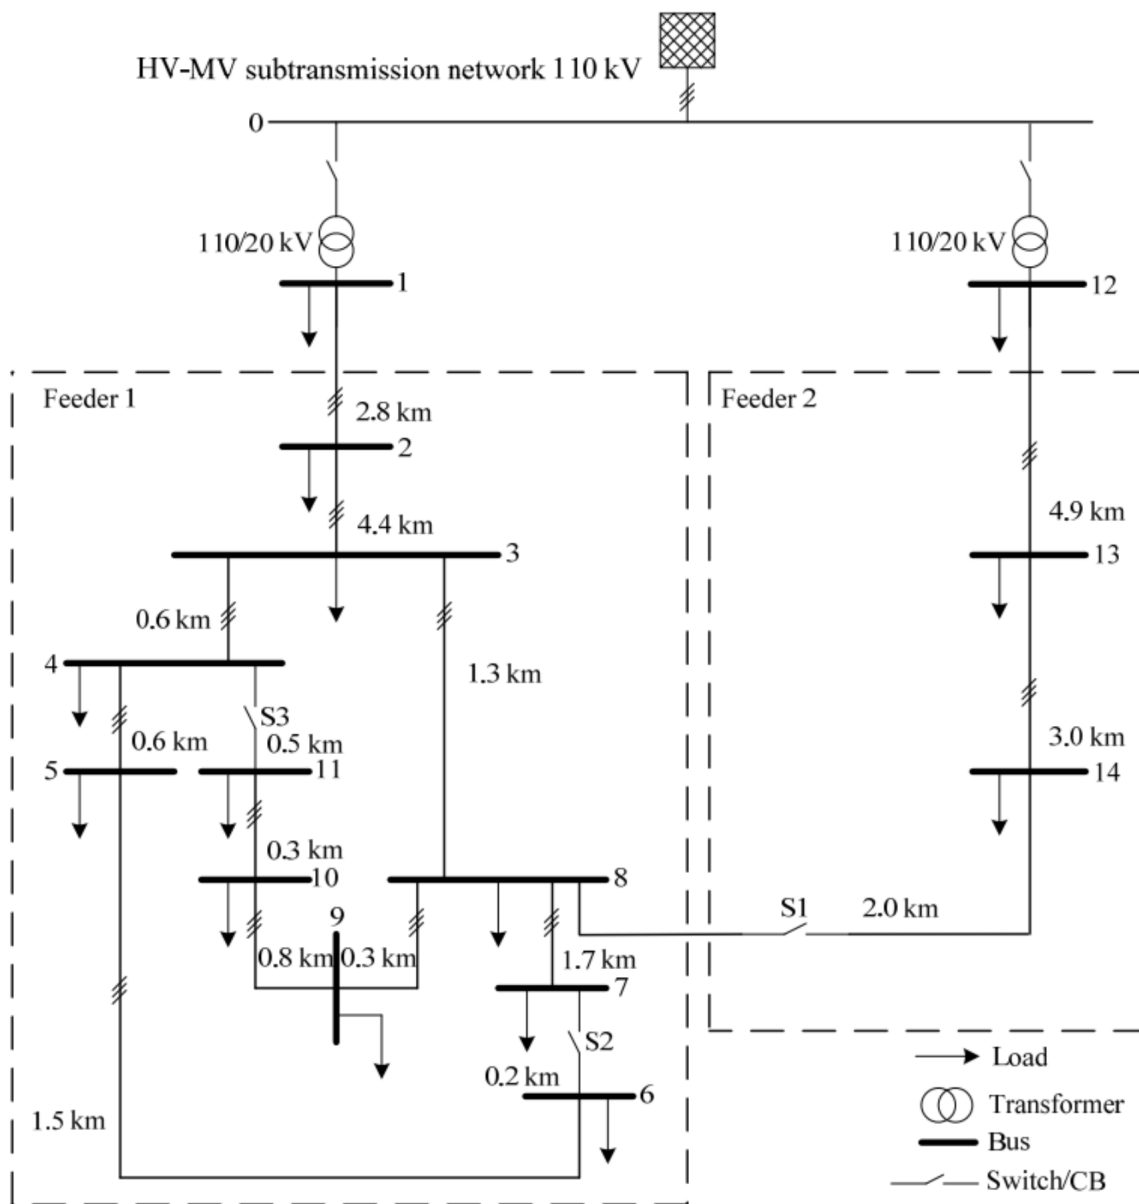 HV-MV subtransmission network 110 kV
0
110/20 kV
110/20 kV
1
12
Feeder 1
Feeder 2
2.8 km
2
4.4 km
4.9 km
3
13
0.6 km
4
1.3 km
S3
0.6 km
0.5 km
3.0 km
5
11
14
0.3 km
10
8
9
S1
2.0 km
0.8 km
0.3 km
1.7 km
7
S2
Load
0.2 km
6
Transformer
1.5 km
Bus
Switch/CB